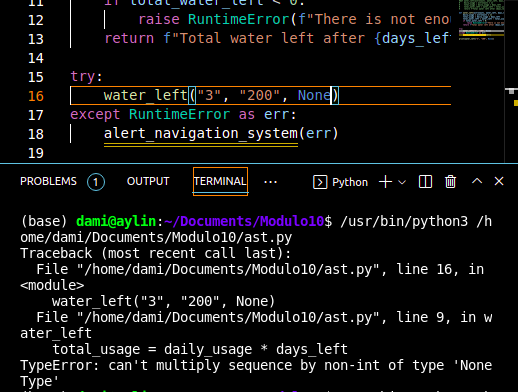 11 if total_water_left < 0:
12 raise RuntimeError(f"There is not eno
13 return f"Total water left after {days_lef
14
15 try:
16 water_left("3", "200", None)
17 except RuntimeError as err:
18 alert_navigation_system(err)
19
PROBLEMS 1 OUTPUT TERMINAL ... Python
(base) dami@aylin:~/Documents/Modulo10$ /usr/bin/python3 /h
ome/dami/Documents/Modulo10/ast.py
Traceback (most recent call last):
File "/home/dami/Documents/Modulo10/ast.py", line 16, in
<module>
water_left("3", "200", None)
File "/home/dami/Documents/Modulo10/ast.py", line 9, in w
ater_left
total_usage = daily_usage * days_left
TypeError: can't multiply sequence by non-int of type 'None
Type'